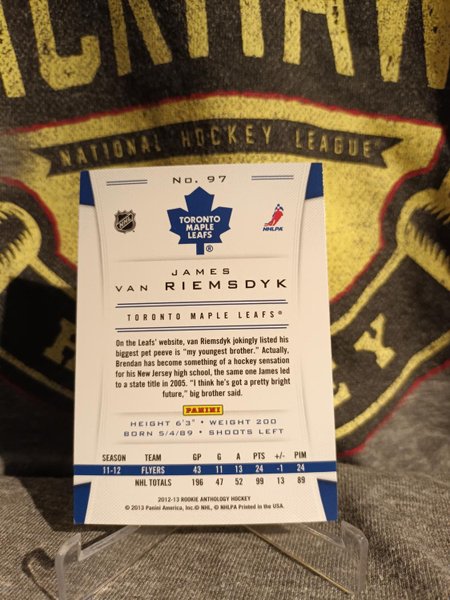 NATIONAL HOCKEY LEAGUE
No. 97
NHL
TORONTO
MAPLE
LEAFS
®
NHLPA
JAMES
VAN RIEMSDYK
TORONTO MAPLE LEAFS®
On the Leafs' website, van Riemsdyk jokingly listed his
biggest pet peeve is "my youngest brother." Actually,
Brendan has become something of a hockey sensation
for his New Jersey high school, the same one James led
to a state title in 2005. "I think he's got a pretty bright
future," big brother said.
PANINI
HEIGHT 6'3" • WEIGHT 200
BORN 5/4/89 • SHOOTS LEFT
SEASON TEAM GP G A PTS +/- PIM
11-12 FLYERS 43 11 13 24 -1 24
NHL TOTALS 196 47 52 99 13 89
2012-13 ROOKIE ANTHOLOGY HOCKEY
© 2013 Panini America, Inc. © NHL, © NHLPA Printed in the USA.